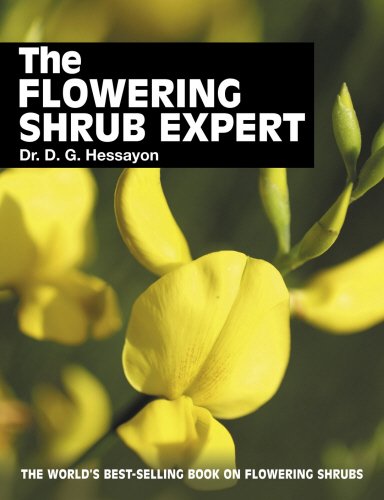 The
FLOWERING
SHRUB EXPERT
Dr. D. G. Hessayon
THE WORLD'S BEST-SELLING BOOK ON FLOWERING SHRUBS